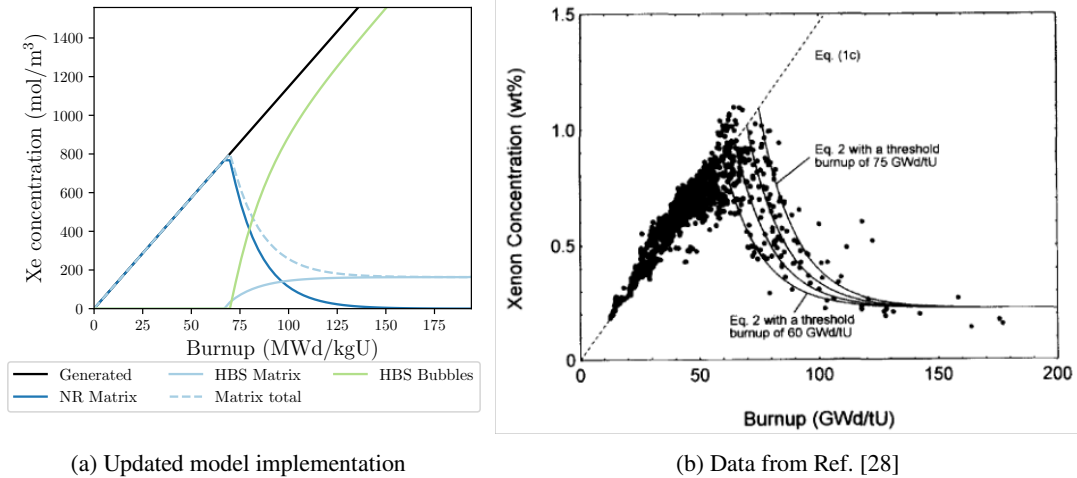 Xe concentration (mol/m³)
1400
1200
1000
800
600
400
200
0
0 25 50 75 100 125 150 175
Burnup (MWd/kgU)
Generated
NR Matrix
HBS Matrix
Matrix total
HBS Bubbles
(a) Updated model implementation
Xenon Concentration (wt%)
1.5
1.0
0.5
0
Eq. (1c)
Eq. 2 with a threshold
burnup of 75 GWd/tU
Eq. 2 with a threshold
burnup of 60 GWd/tU
0 50 100 150 200
Burnup (GWd/tU)
(b) Data from Ref. [28]